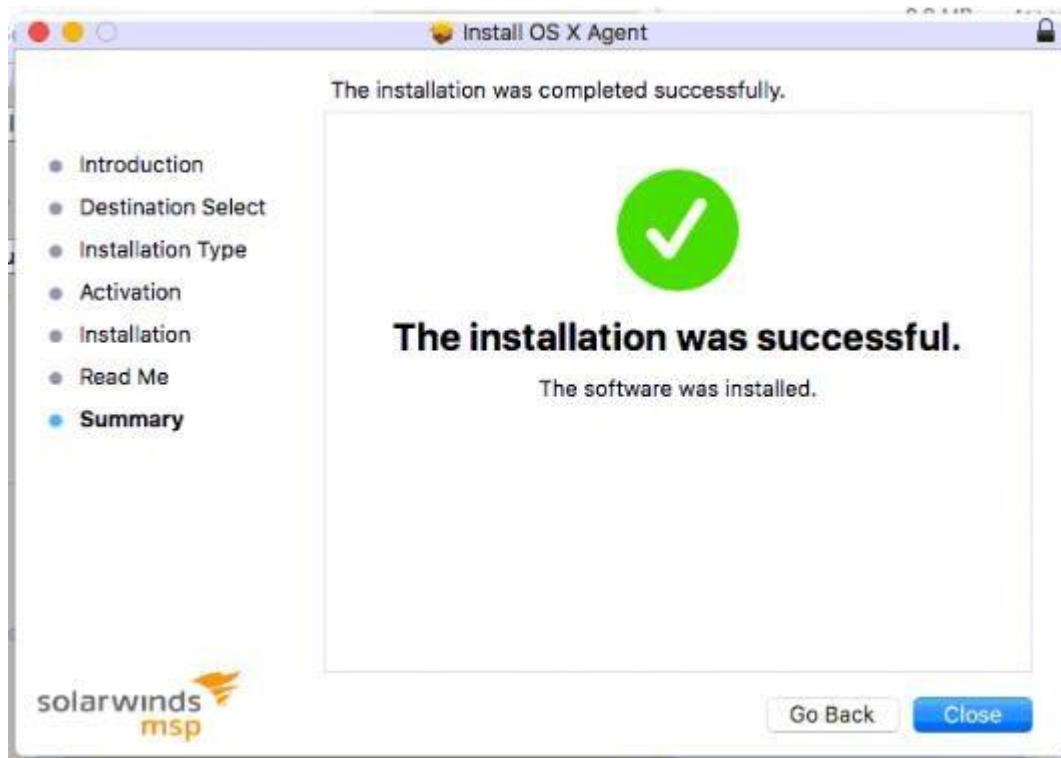 Install OS X Agent
The installation was completed successfully.
Introduction
Destination Select
Installation Type
Activation
Installation
Read Me
Summary
The installation was successful.
The software was installed.
solarwinds
msp
Go Back
Close